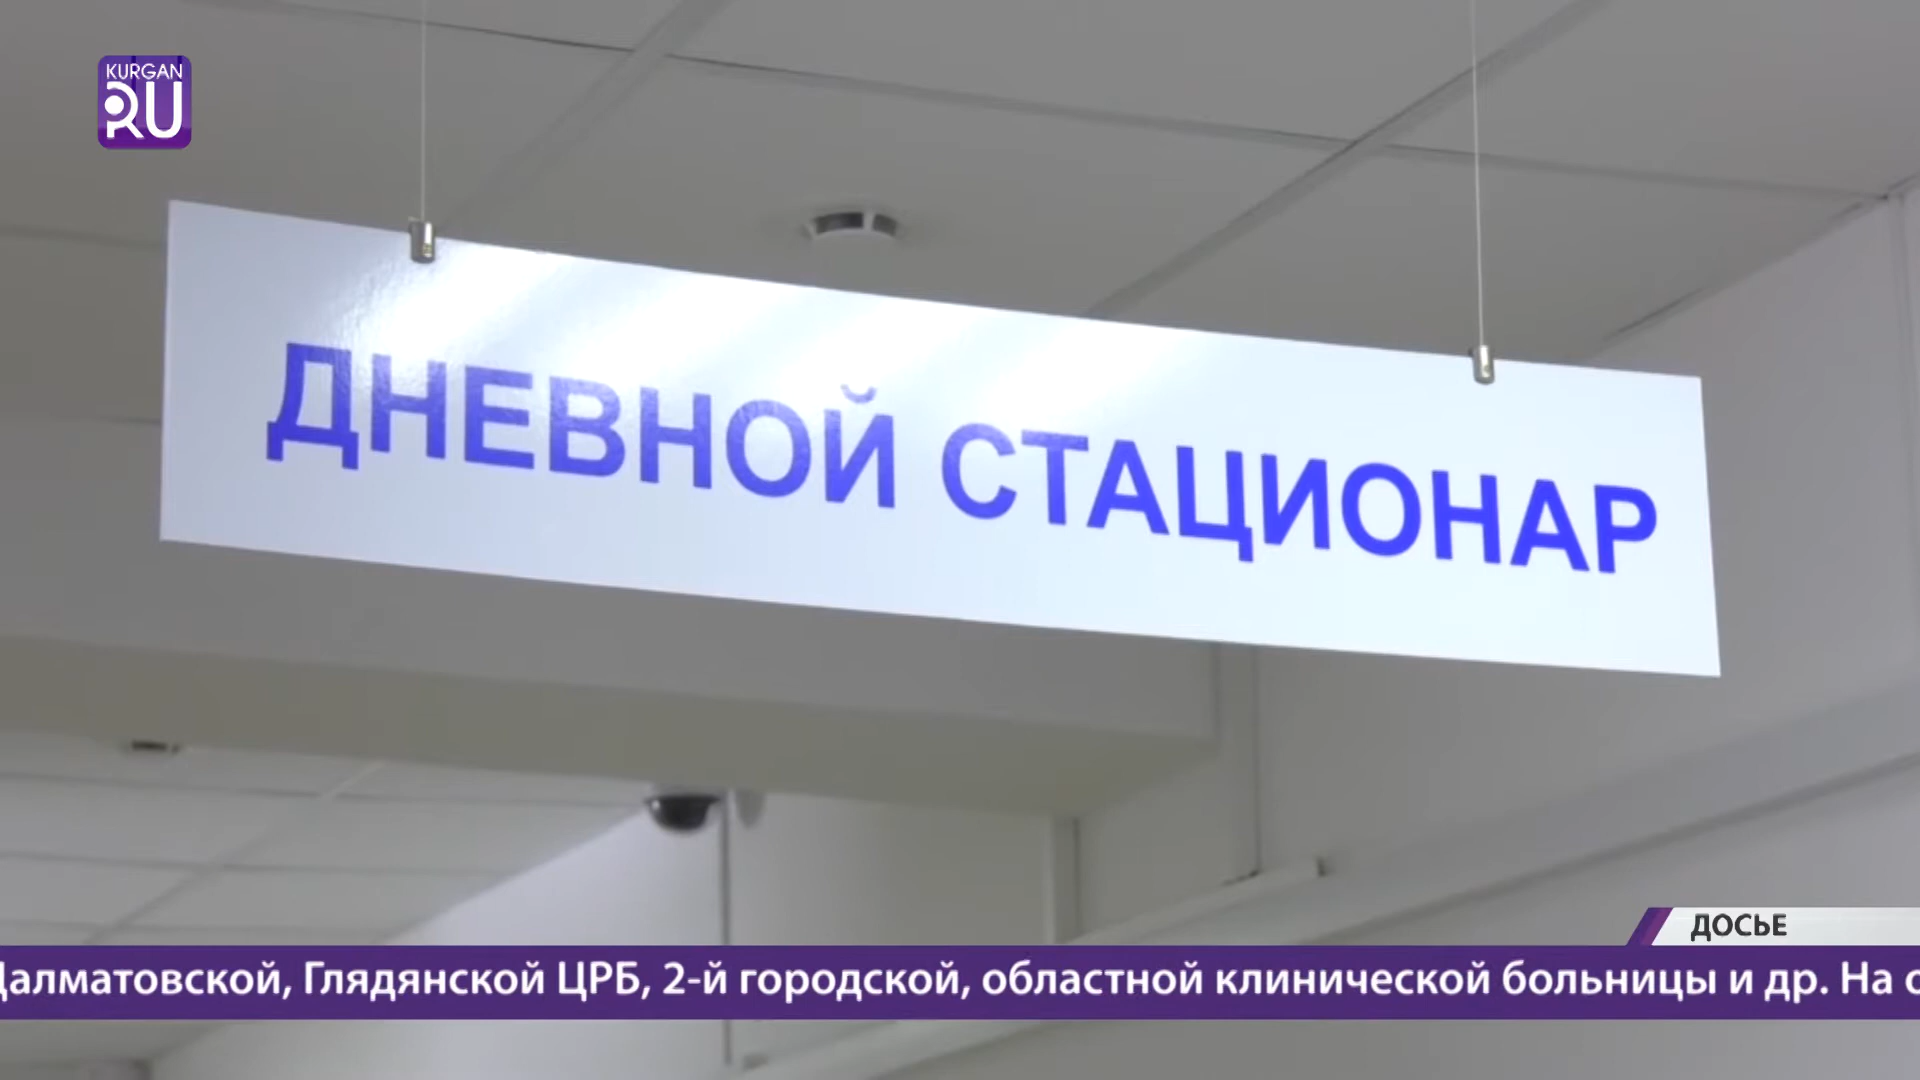 KURGAN
RU
ДНЕВНОЙ СТАЦИОНАР
ДОСЬЕ
Далматовской, Глядянской ЦРБ, 2-й городской, областной клинической больницы и др. На